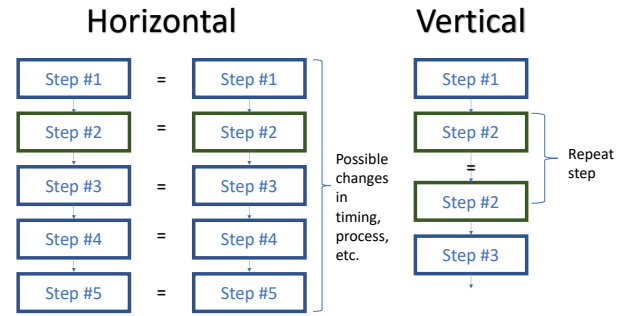 Horizontal
Step #1 = Step #1
Step #2 = Step #2
Step #3 = Step #3
Step #4 = Step #4
Step #5 = Step #5
Possible
changes
in
timing,
process,
etc.
Vertical
Step #1
Step #2
=
Step #2
Step #3
Repeat
step